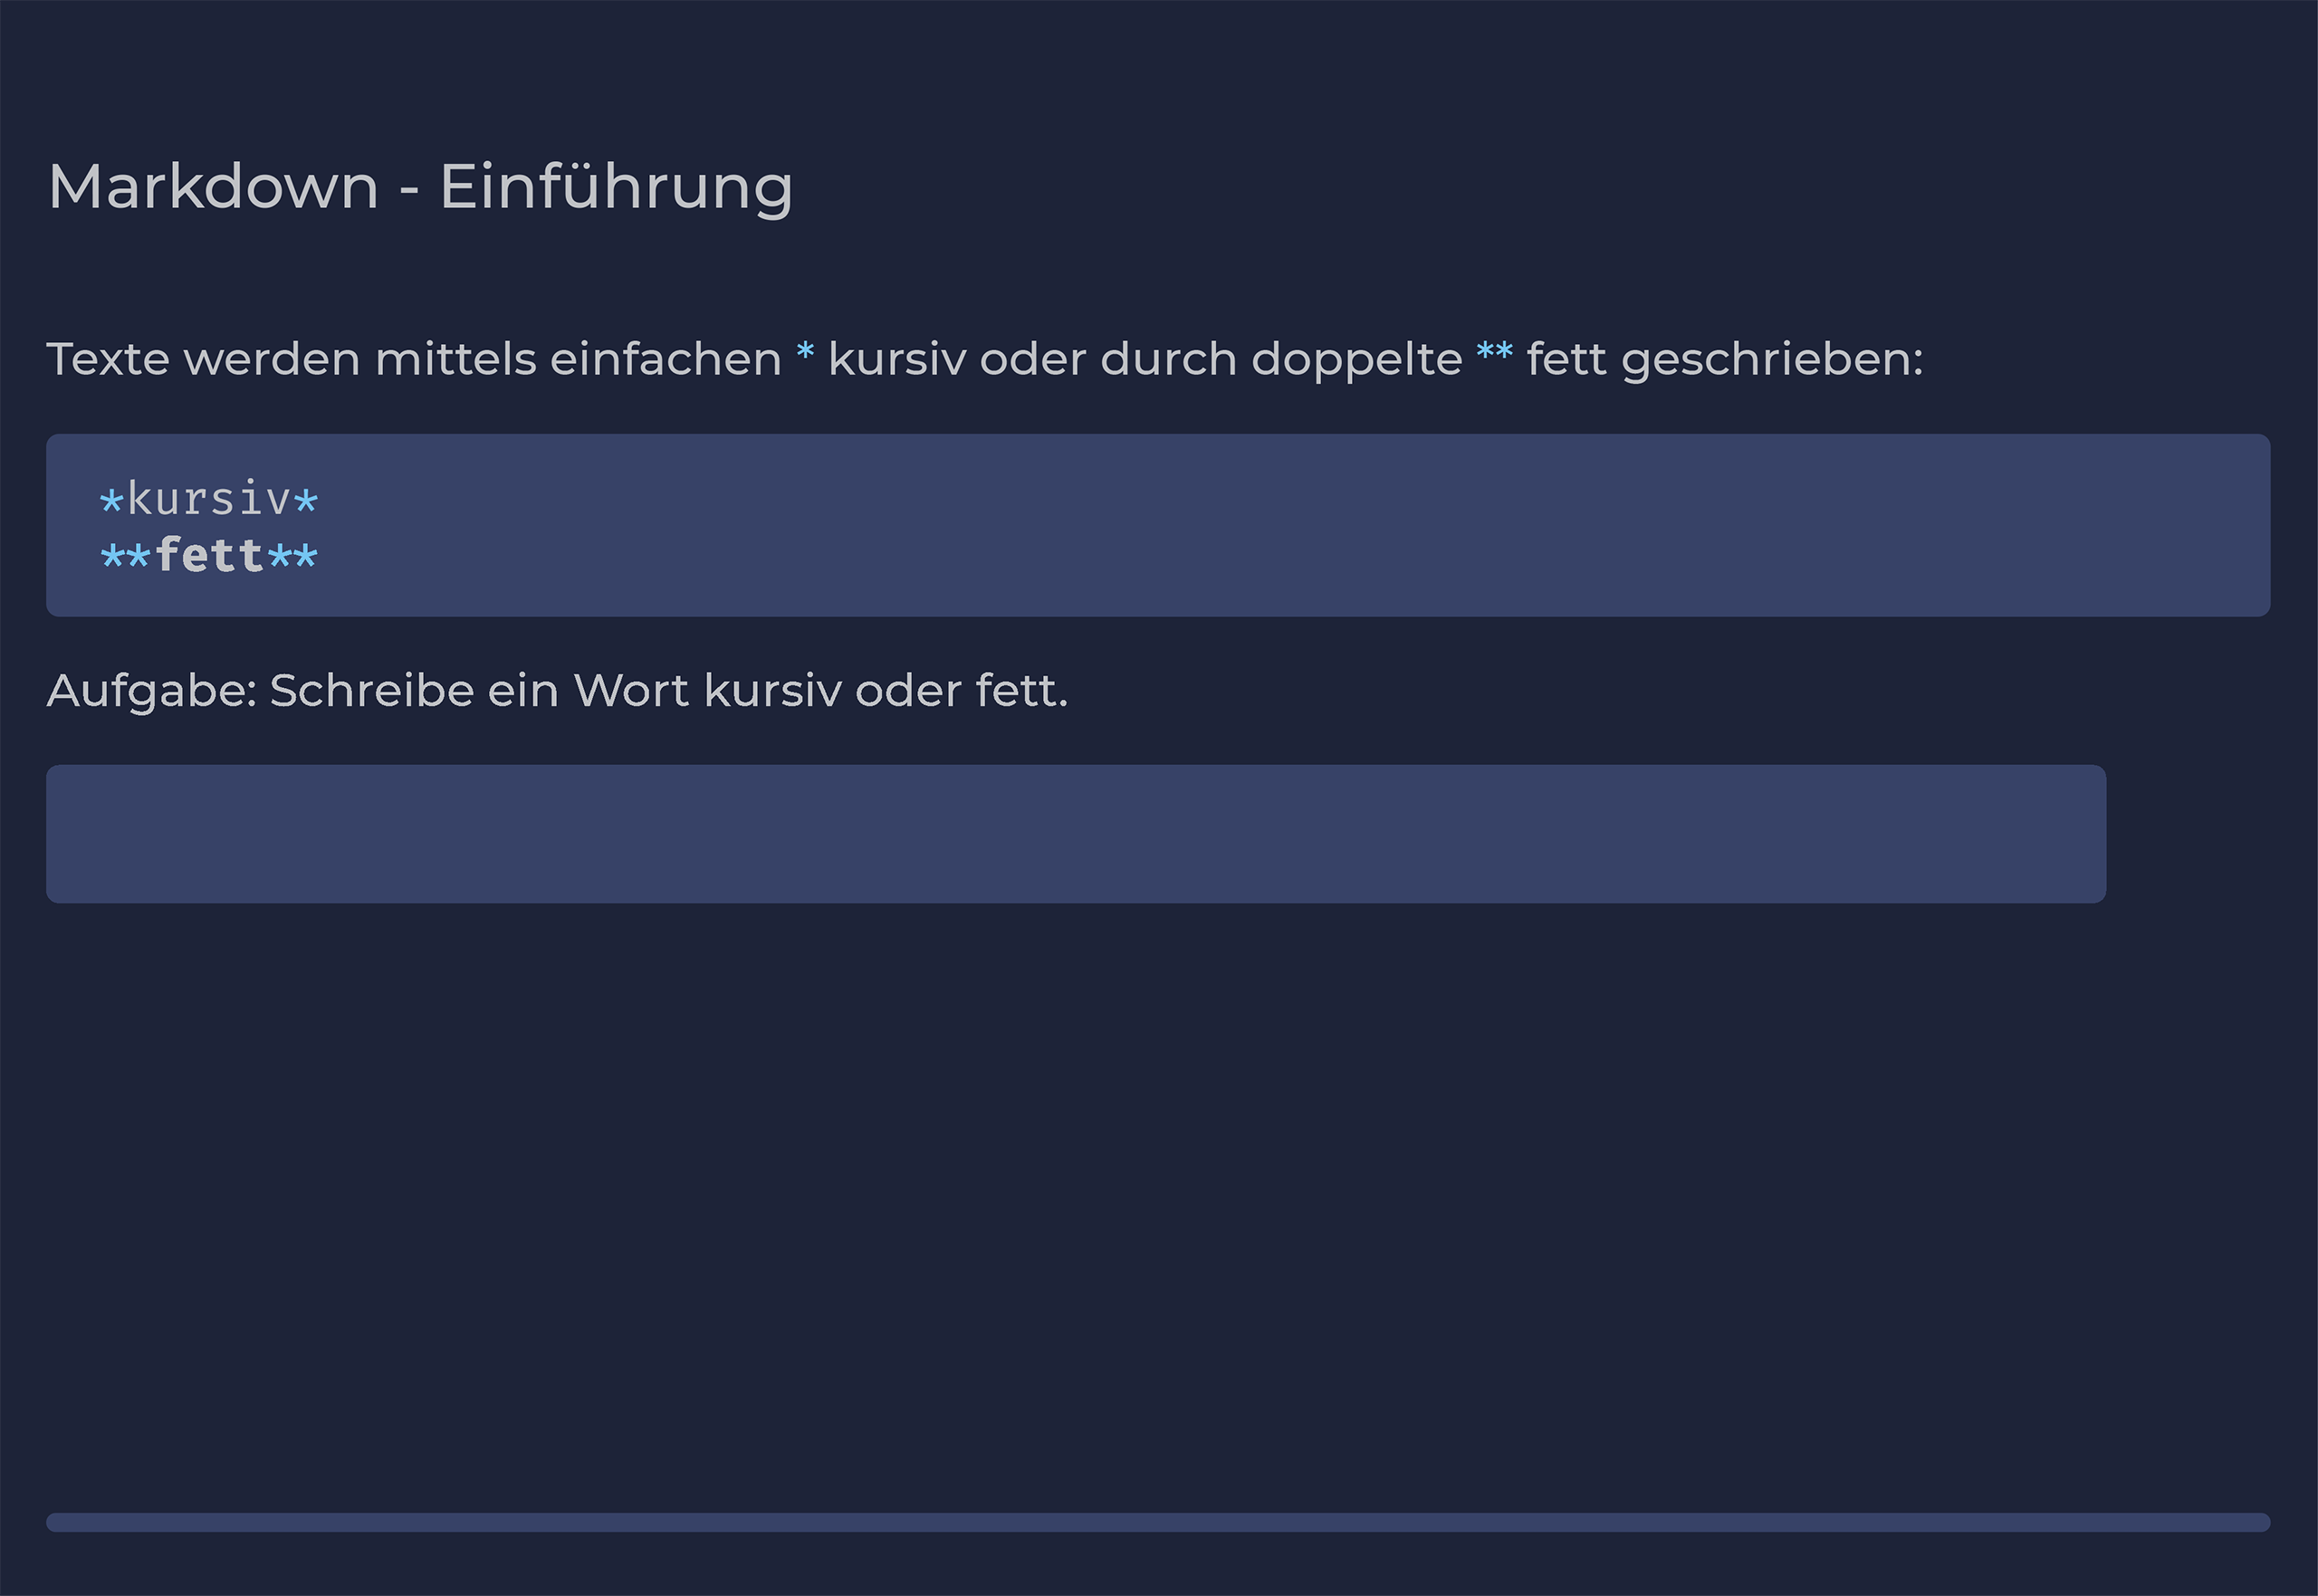 Markdown - Einführung
Texte werden mittels einfachen * kursiv oder durch doppelte ** fett geschrieben:
*kursiv*
**fett**
Aufgabe: Schreibe ein Wort kursiv oder fett.